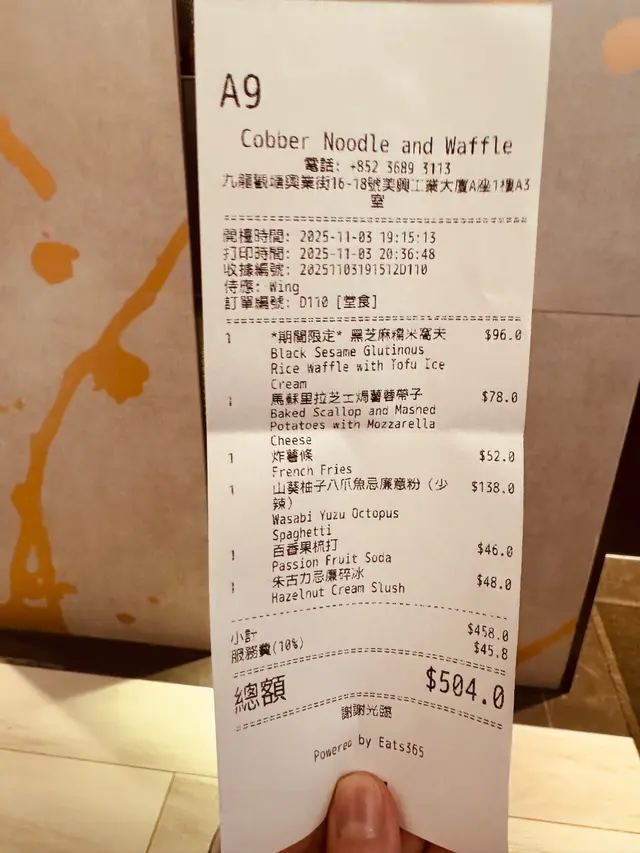 A9
Cobber Noodle and Waffle
電話: +852 3689 3113
九龍觀塘興業街16-18號美興工業大廈A座1樓A3
室
開檯時間: 2025-11-03 19:15:13
打印時間: 2025-11-03 20:36:48
收據編號: 20251103191512D110
侍應: Wing
訂單編號: D110 [堂食]
1 *期間限定* 黑芝麻糯米窩夫 $96.0
Black Sesame Glutinous
Rice Waffle with Tofu Ice
Cream
1 馬蘇里拉芝士焗薯蓉帶子 $78.0
Baked Scallop and Mashed
Potatoes with Mozzarella
Cheese
1 炸薯條 $52.0
French Fries
1 山葵柚子八爪魚忌廉意粉 (少 $138.0
辣)
Wasabi Yuzu Octopus
Spaghetti
1 百香果梳打 $46.0
Passion Fruit Soda
1 朱古力忌廉碎冰 $48.0
Hazelnut Cream Slush
小計 $458.0
服務費(10%) $45.8
總額 $504.0
謝謝光臨
Powered by Eats365